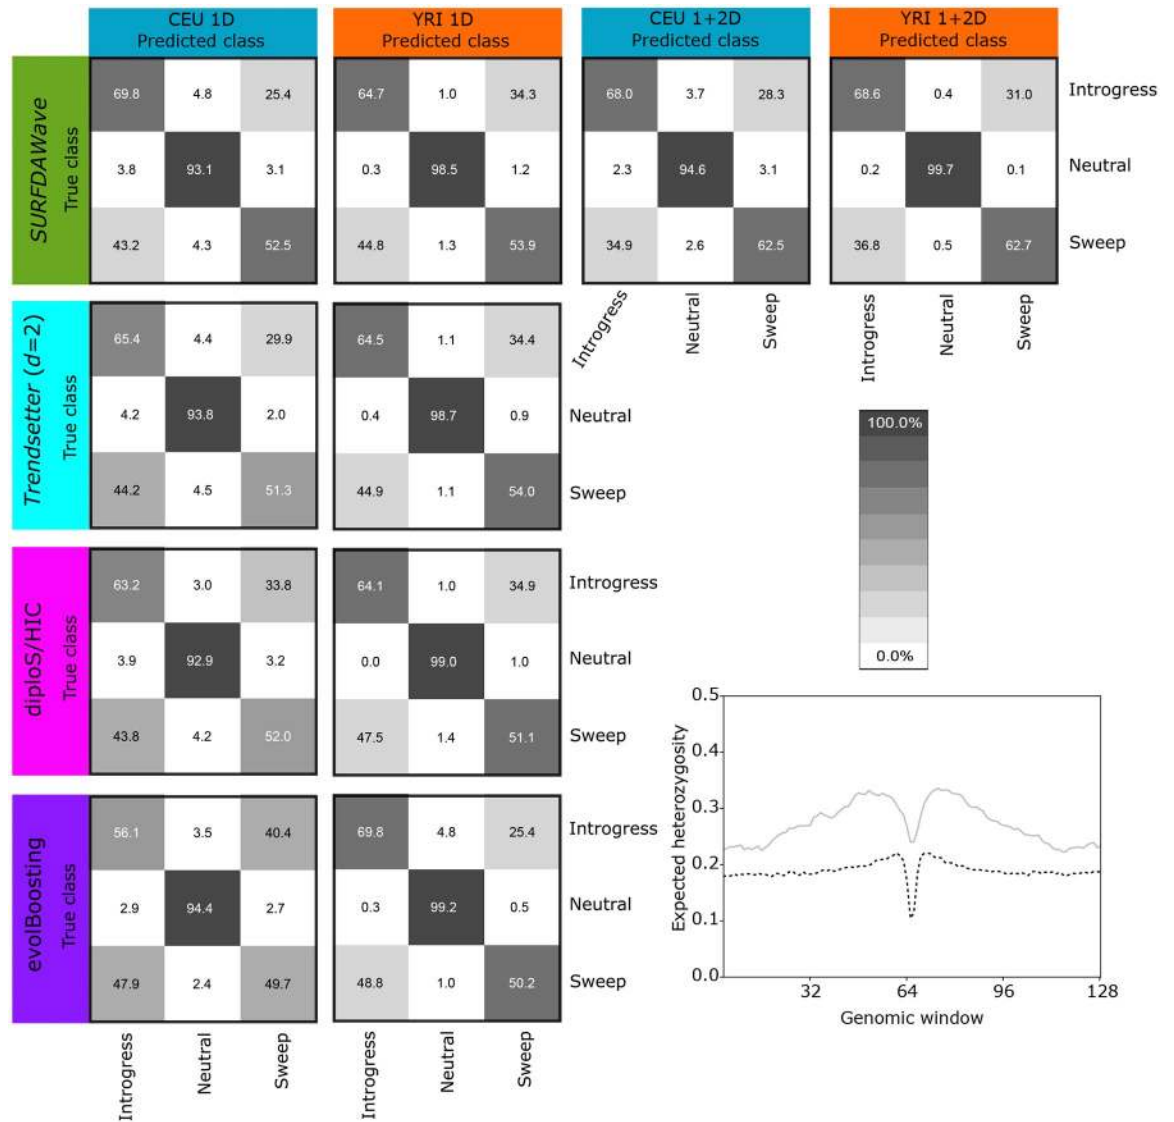 CEU 1D
Predicted class
YRI 1D
Predicted class
CEU 1+2D
Predicted class
YRI 1+2D
Predicted class
SURFDAWave
True class
69.8 4.8 25.4
3.8 93.1 3.1
43.2 4.3 52.5
64.7 1.0 34.3
0.3 98.5 1.2
44.8 1.3 53.9
68.0 3.7 28.3
2.3 94.6 3.1
34.9 2.6 62.5
68.6 0.4 31.0
0.2 99.7 0.1
36.8 0.5 62.7
Introgress
Neutral
Sweep
Introgress
Neutral
Sweep
Introgress
Neutral
Sweep
Trendsetter (d=2)
True class
65.4 4.4 29.9
4.2 93.8 2.0
44.2 4.5 51.3
64.5 1.1 34.4
0.4 98.7 0.9
44.9 1.1 54.0
Neutral
Sweep
diploS/HIC
True class
63.2 3.0 33.8
3.9 92.9 3.2
43.8 4.2 52.0
64.1 1.0 34.9
0.0 99.0 1.0
47.5 1.4 51.1
Introgress
Neutral
Sweep
evolBoosting
True class
56.1 3.5 40.4
2.9 94.4 2.7
47.9 2.4 49.7
69.8 4.8 25.4
0.3 99.2 0.5
48.8 1.0 50.2
Introgress
Neutral
Sweep
Introgress
Neutral
Sweep
Introgress
Neutral
Sweep
100.0%
0.0%
Expected heterozygosity
0.5
0.4
0.3
0.2
0.1
0.0
32 64 96 128
Genomic window